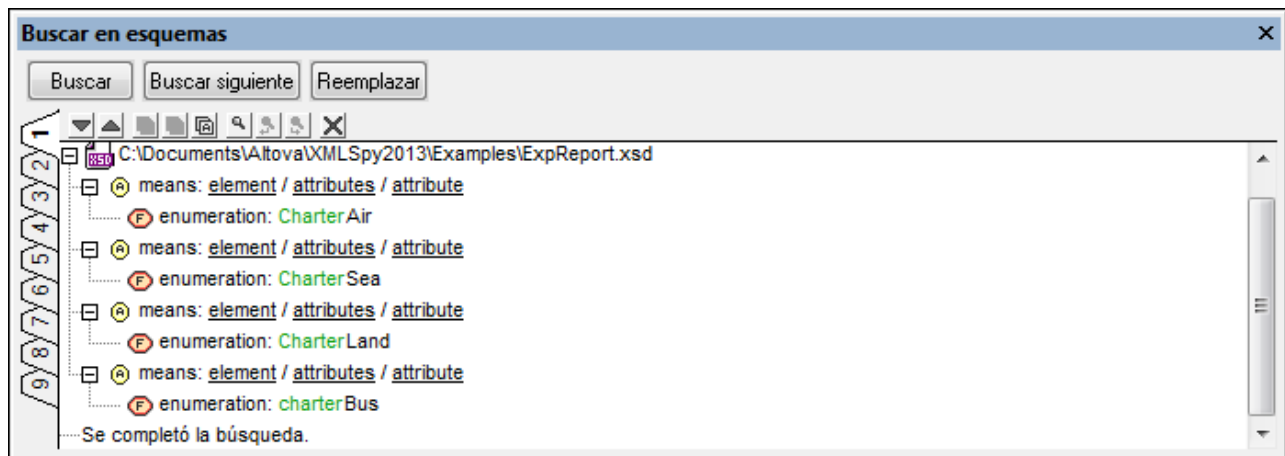 Buscar en esquemas
Buscar Buscar siguiente Reemplazar
1
2
3
4
5
6
7
8
9
XSD C:\Documents\Altova\XMLSpy2013\Examples\ExpReport.xsd
A means: element / attributes / attribute
F enumeration: CharterAir
A means: element / attributes / attribute
F enumeration: CharterSea
A means: element / attributes / attribute
F enumeration: CharterLand
A means: element / attributes / attribute
F enumeration: charterBus
Se completó la búsqueda.